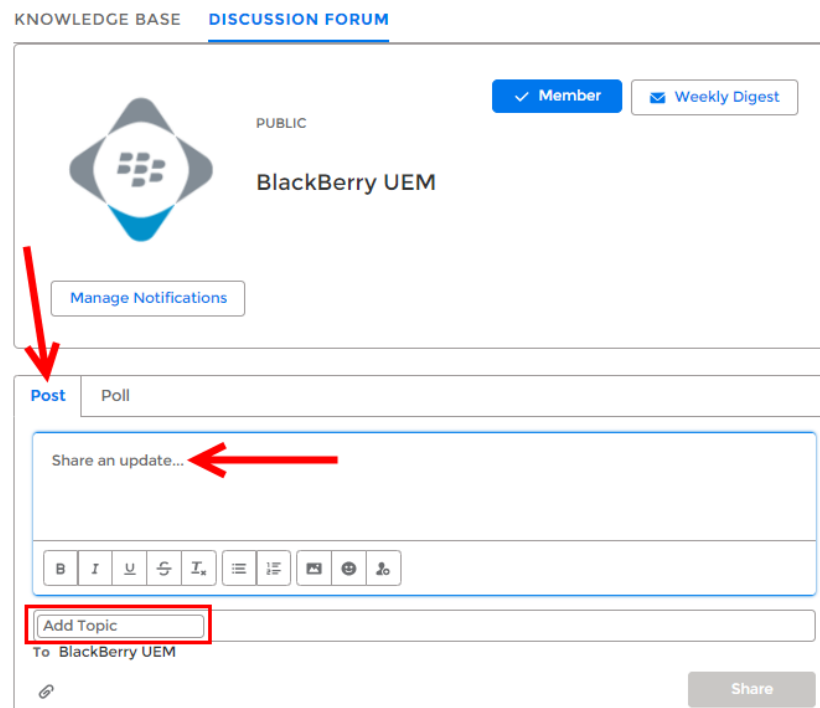 KNOWLEDGE BASE DISCUSSION FORUM
Member Weekly Digest
PUBLIC
BlackBerry UEM
Manage Notifications
Post Poll
Share an update...
B I U S Tx
Add Topic
To BlackBerry UEM
Share